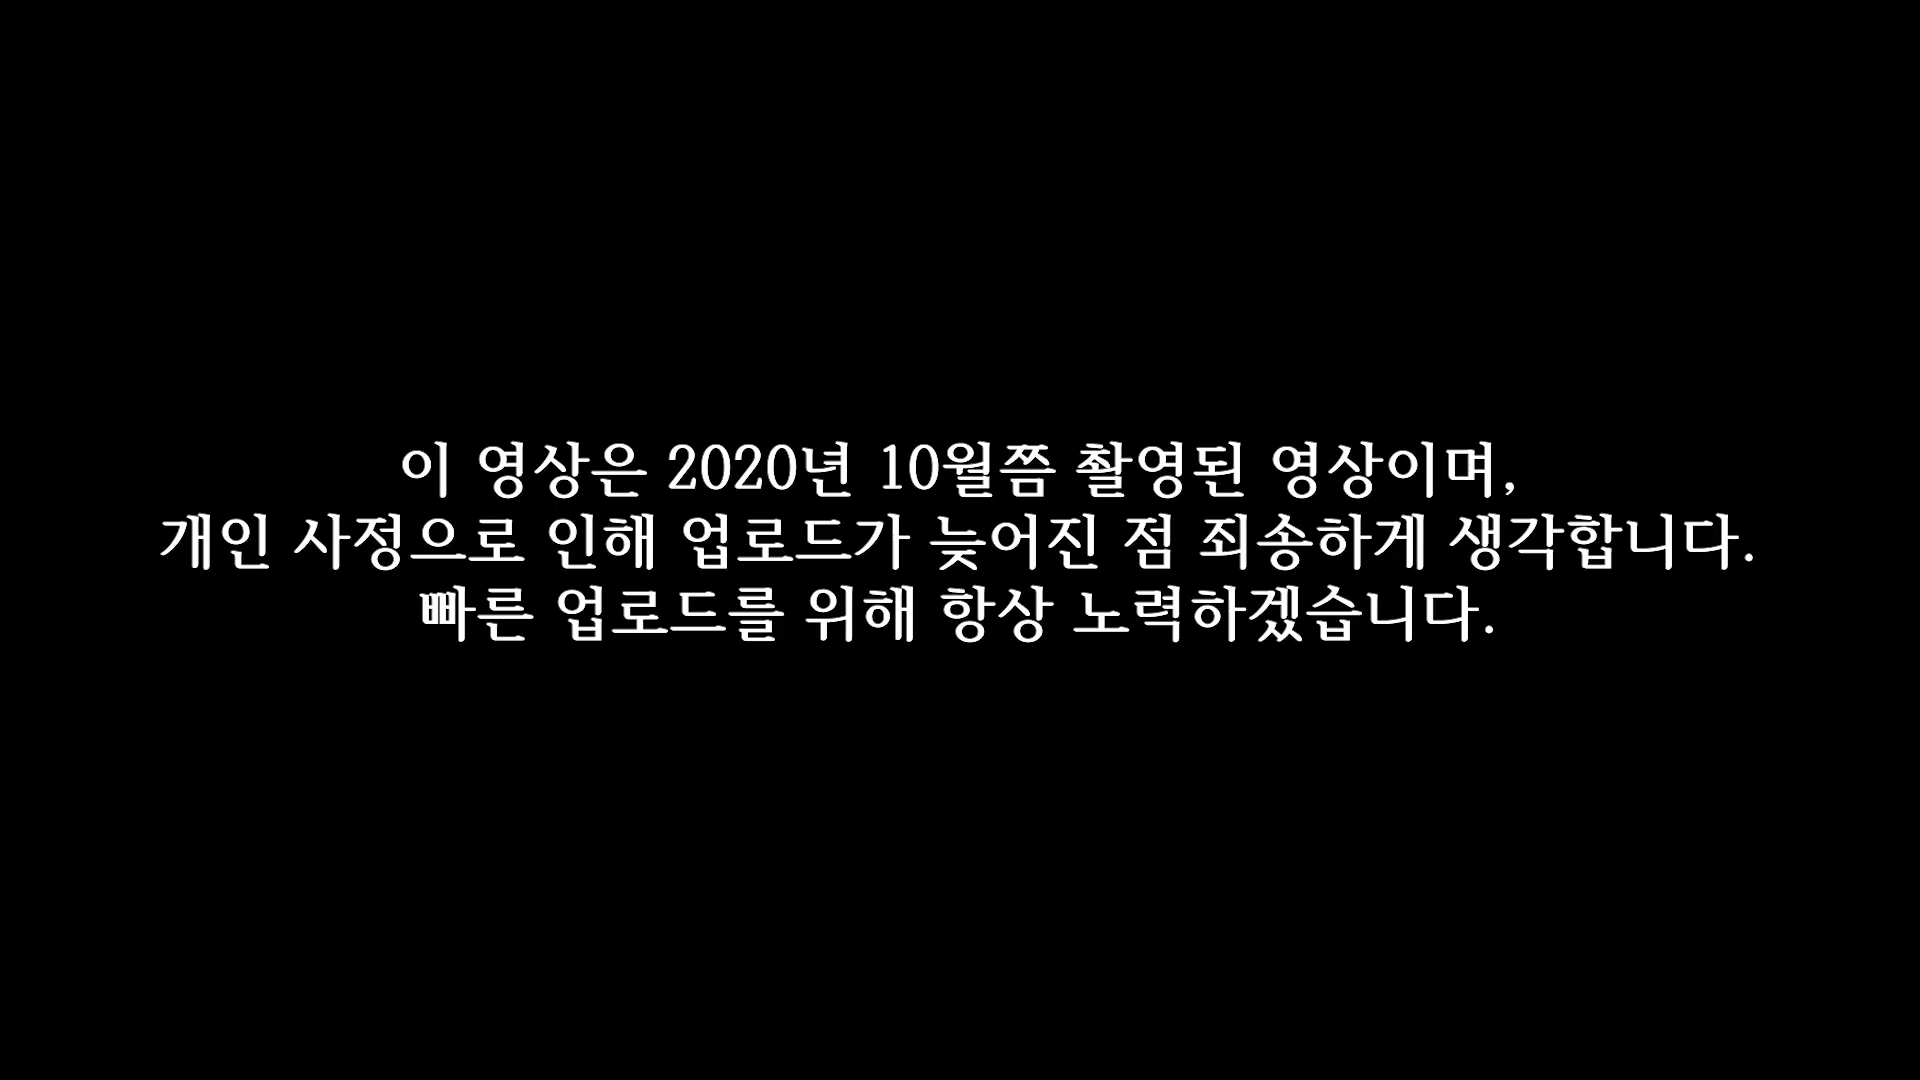 이 영상은 2020년 10월쯤 촬영된 영상이며,
개인 사정으로 인해 업로드가 늦어진 점 죄송하게 생각합니다.
빠른 업로드를 위해 항상 노력하겠습니다.